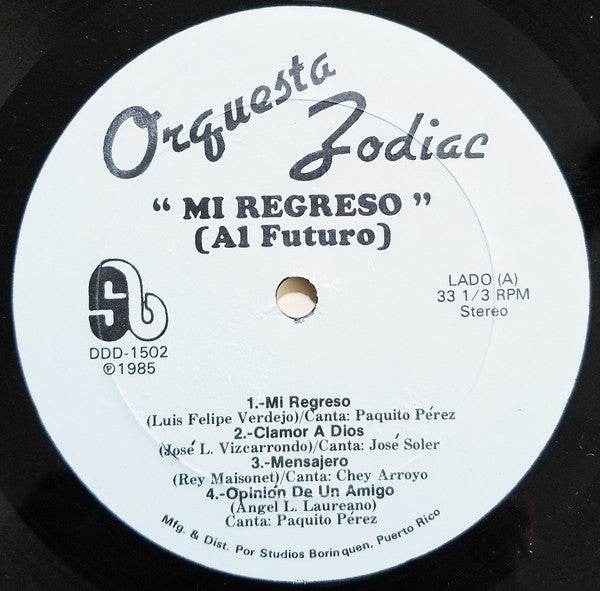 Orquesta
Zodiac
" MI REGRESO "
(Al Futuro)
SL
DDD-1502
℗1985
LADO (A)
33 1/3 RPM
Stereo
1.-Mi Regreso
(Luis Felipe Verdejo)/Canta: Paquito Pérez
2.-Clamor A Dios
(José L. Vizcarrondo)/Canta: José Soler
3.-Mensajero
(Rey Maisonet)/Canta: Chey Arroyo
4.-Opinión De Un Amigo
(Ángel L. Laureano)
Canta: Paquito Pérez
Mfg. & Dist. Por Studios Borinquen, Puerto Rico